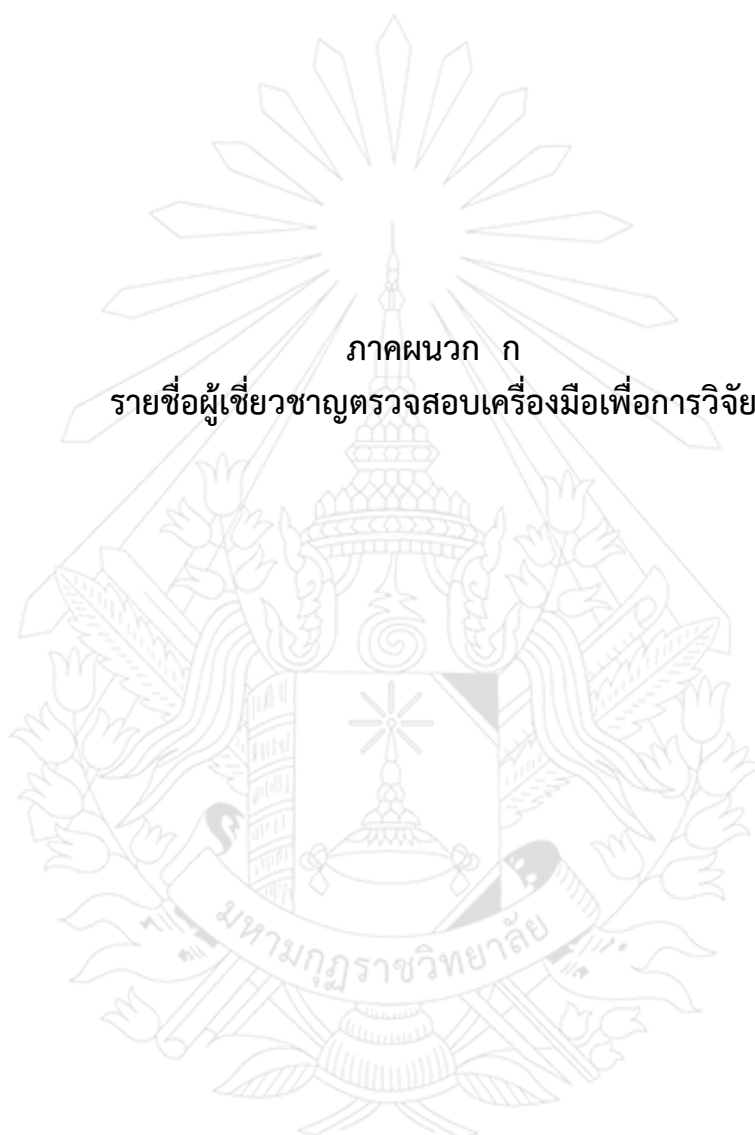 ภาคผนวก ก
รายชื่อผู้เชี่ยวชาญตรวจสอบเครื่องมือเพื่อการวิจัย
มหามกุฏราชวิทยาลัย